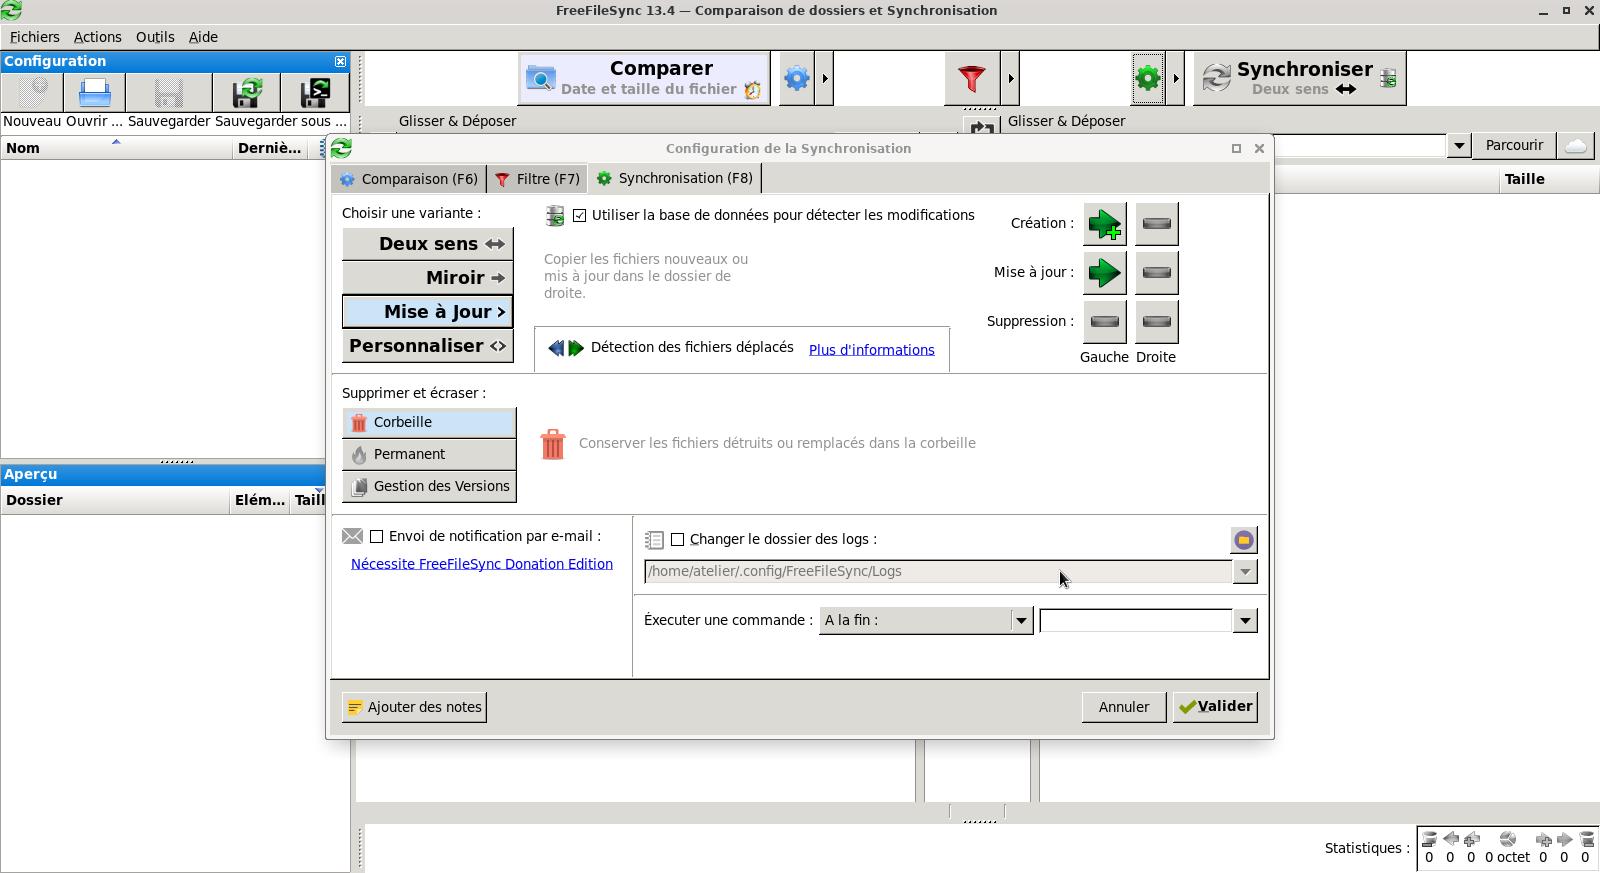 FreeFileSync 13.4 — Comparaison de dossiers et Synchronisation
Fichiers Actions Outils Aide
Configuration
Comparer
Date et taille du fichier
Synchroniser
Deux sens
Nouveau Ouvrir ... Sauvegarder Sauvegarder sous ...
Glisser & Déposer
Glisser & Déposer
Nom Derniè...
Parcourir
Taille
Configuration de la Synchronisation
Comparaison (F6) Filtre (F7) Synchronisation (F8)
Choisir une variante :
Deux sens
Miroir
Mise à Jour
Personnaliser
Utiliser la base de données pour détecter les modifications
Copier les fichiers nouveaux ou
mis à jour dans le dossier de
droite.
Détection des fichiers déplacés Plus d'informations
Création :
Mise à jour :
Suppression :
Gauche Droite
Supprimer et écraser :
Corbeille
Permanent
Gestion des Versions
Conserver les fichiers détruits ou remplacés dans la corbeille
Aperçu
Dossier Elém... Taill
Envoi de notification par e-mail :
Nécessite FreeFileSync Donation Edition
Changer le dossier des logs :
/home/atelier/.config/FreeFileSync/Logs
Éxecuter une commande : A la fin :
Ajouter des notes
Annuler Valider
Statistiques :
0 0 0 0 octet 0 0 0